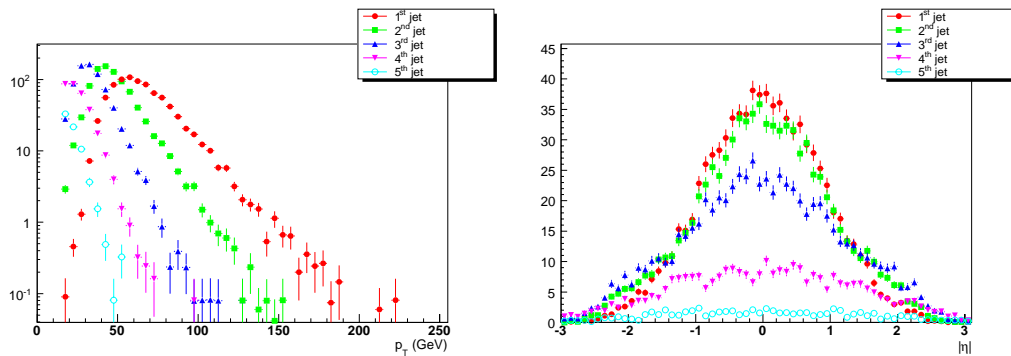 1st jet
2nd jet
3rd jet
4th jet
5th jet
10²
10
1
10⁻¹
0 50 100 150 200 250
p_T (GeV)
1st jet
2nd jet
3rd jet
4th jet
5th jet
45
40
35
30
25
20
15
10
5
0
-3 -2 -1 0 1 2 3
|η|